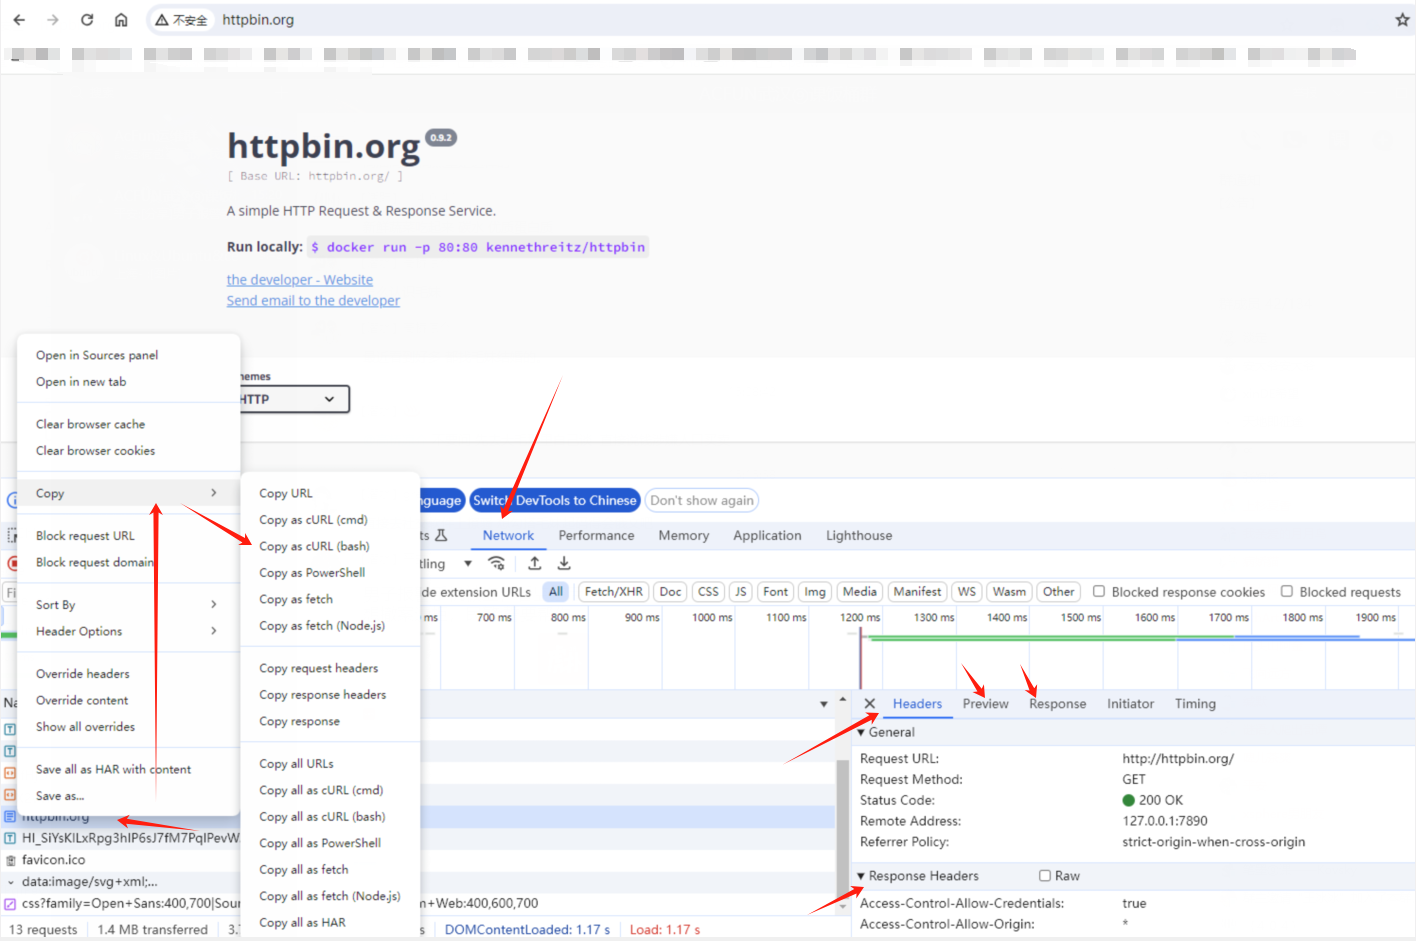 不安全 httpbin.org
httpbin.org 0.9.2
[ Base URL: httpbin.org/ ]
A simple HTTP Request & Response Service.
Run locally: $ docker run -p 80:80 kennethreitz/httpbin
the developer - Website
Send email to the developer
hemes
HTTP
Open in Sources panel
Open in new tab
Clear browser cache
Clear browser cookies
Copy
Block request URL
Block request domain
Sort By
Header Options
Override headers
Override content
Show all overrides
Save all as HAR with content
Save as...
Copy URL
Copy as cURL (cmd)
Copy as cURL (bash)
Copy as PowerShell
Copy as fetch
Copy as fetch (Node.js)
Copy request headers
Copy response headers
Copy response
Copy all URLs
Copy all as cURL (cmd)
Copy all as cURL (bash)
Copy all as PowerShell
Copy all as fetch
Copy all as fetch (Node.js)
Copy all as HAR
nguage Switch DevTools to Chinese Don't show again
ts Network Performance Memory Application Lighthouse
tling
Fi de extension URLs All Fetch/XHR Doc CSS JS Font Img Media Manifest WS Wasm Other Blocked response cookies Blocked requests
ms 700 ms 800 ms 900 ms 1000 ms 1100 ms 1200 ms 1300 ms 1400 ms 1500 ms 1600 ms 1700 ms 1800 ms 1900 ms
Na
httpbin.org
HI_SiYsKILxRpg3hIP6sJ7fM7PqlPevW
favicon.ico
data:image/svg+xml;...
css?family=Open+Sans:400,700|Sour m+Web:400,600,700
13 requests 1.4 MB transferred 3. s DOMContentLoaded: 1.17 s Load: 1.17 s
Headers Preview Response Initiator Timing
General
Request URL: http://httpbin.org/
Request Method: GET
Status Code: 200 OK
Remote Address: 127.0.0.1:7890
Referrer Policy: strict-origin-when-cross-origin
Response Headers Raw
Access-Control-Allow-Credentials: true
Access-Control-Allow-Origin: *